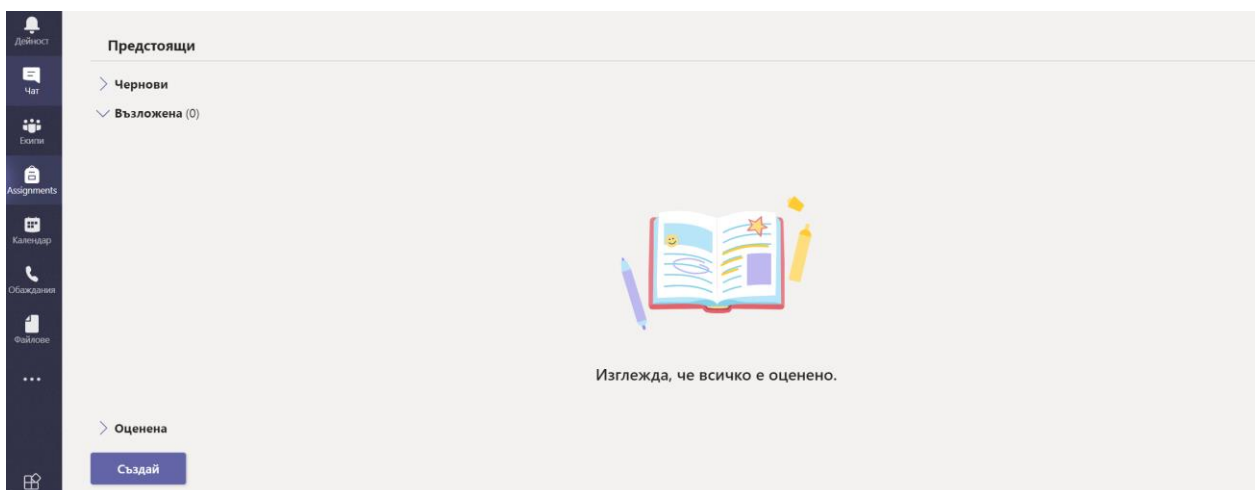 Дейност
Чат
Екипи
Assignments
Календар
Обаждания
Файлове
...
Предстоящи
Чернови
Възложена (0)
Изглежда, че всичко е оценено.
Оценена
Създай